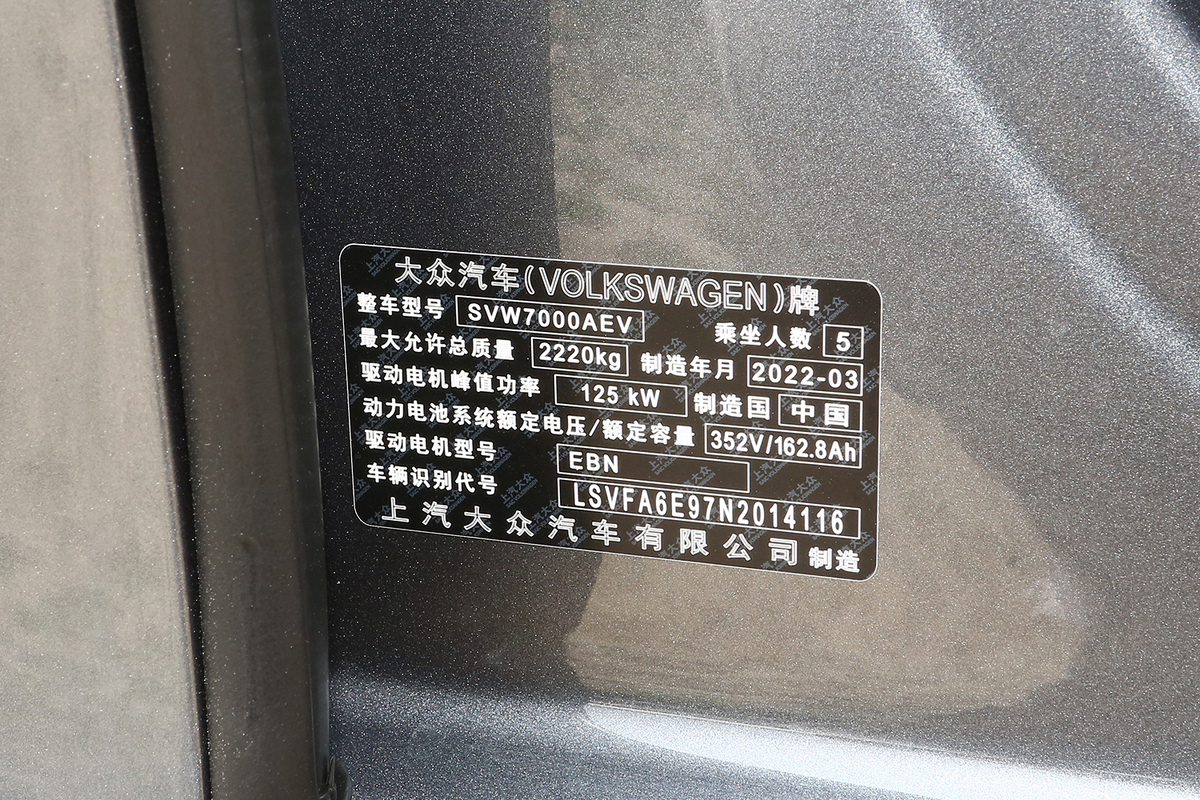 大众汽车(VOLKSWAGEN)牌
整车型号 SVW7000AEV 乘坐人数 5
最大允许总质量 2220kg 制造年月 2022-03
驱动电机峰值功率 125 kW 制造国 中国
动力电池系统额定电压/额定容量 352V/162.8Ah
驱动电机型号 EBN
车辆识别代号 LSVFA6E97N2014116
上汽大众汽车有限公司 制造